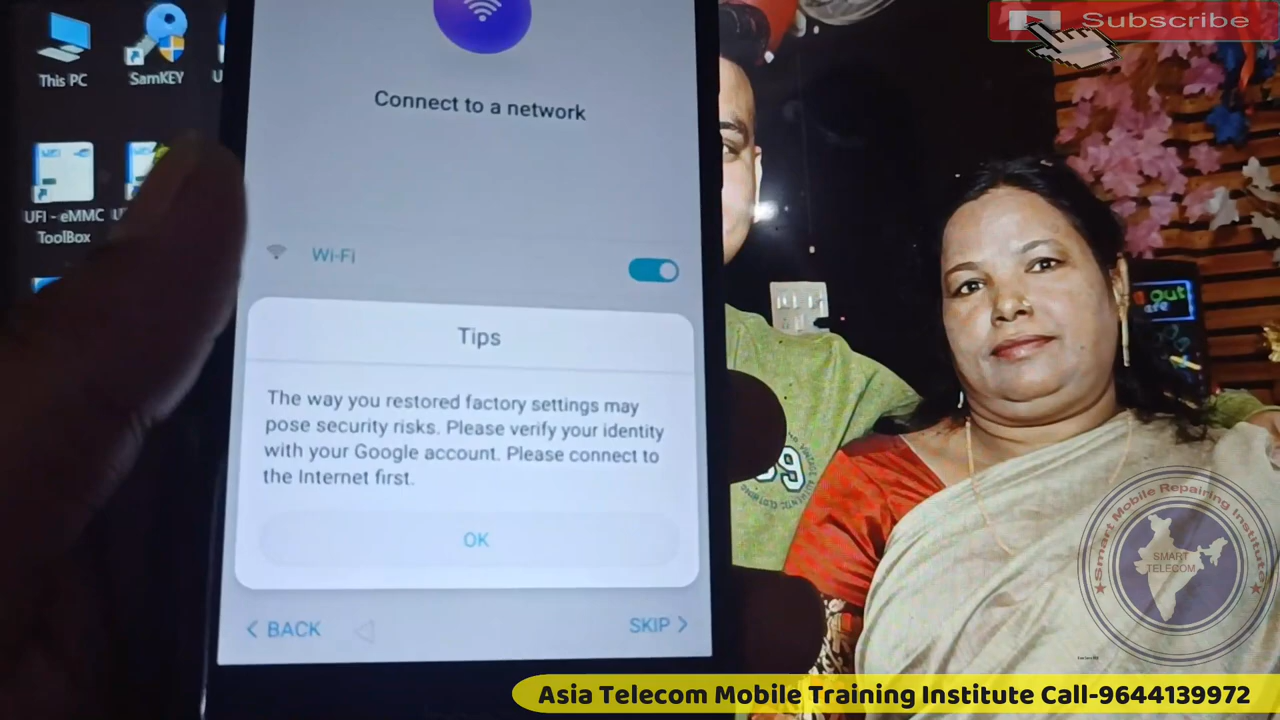 This PC
SamKEY
U
UFI - eMMC
ToolBox
Connect to a network
Wi-Fi
Tips
The way you restored factory settings may
pose security risks. Please verify your identity
with your Google account. Please connect to
the Internet first.
OK
BACK
SKIP
Subscribe
Out
Smart Mobile Repairing Institute
SMART
TELECOM
Asia Telecom Mobile Training Institute Call-9644139972